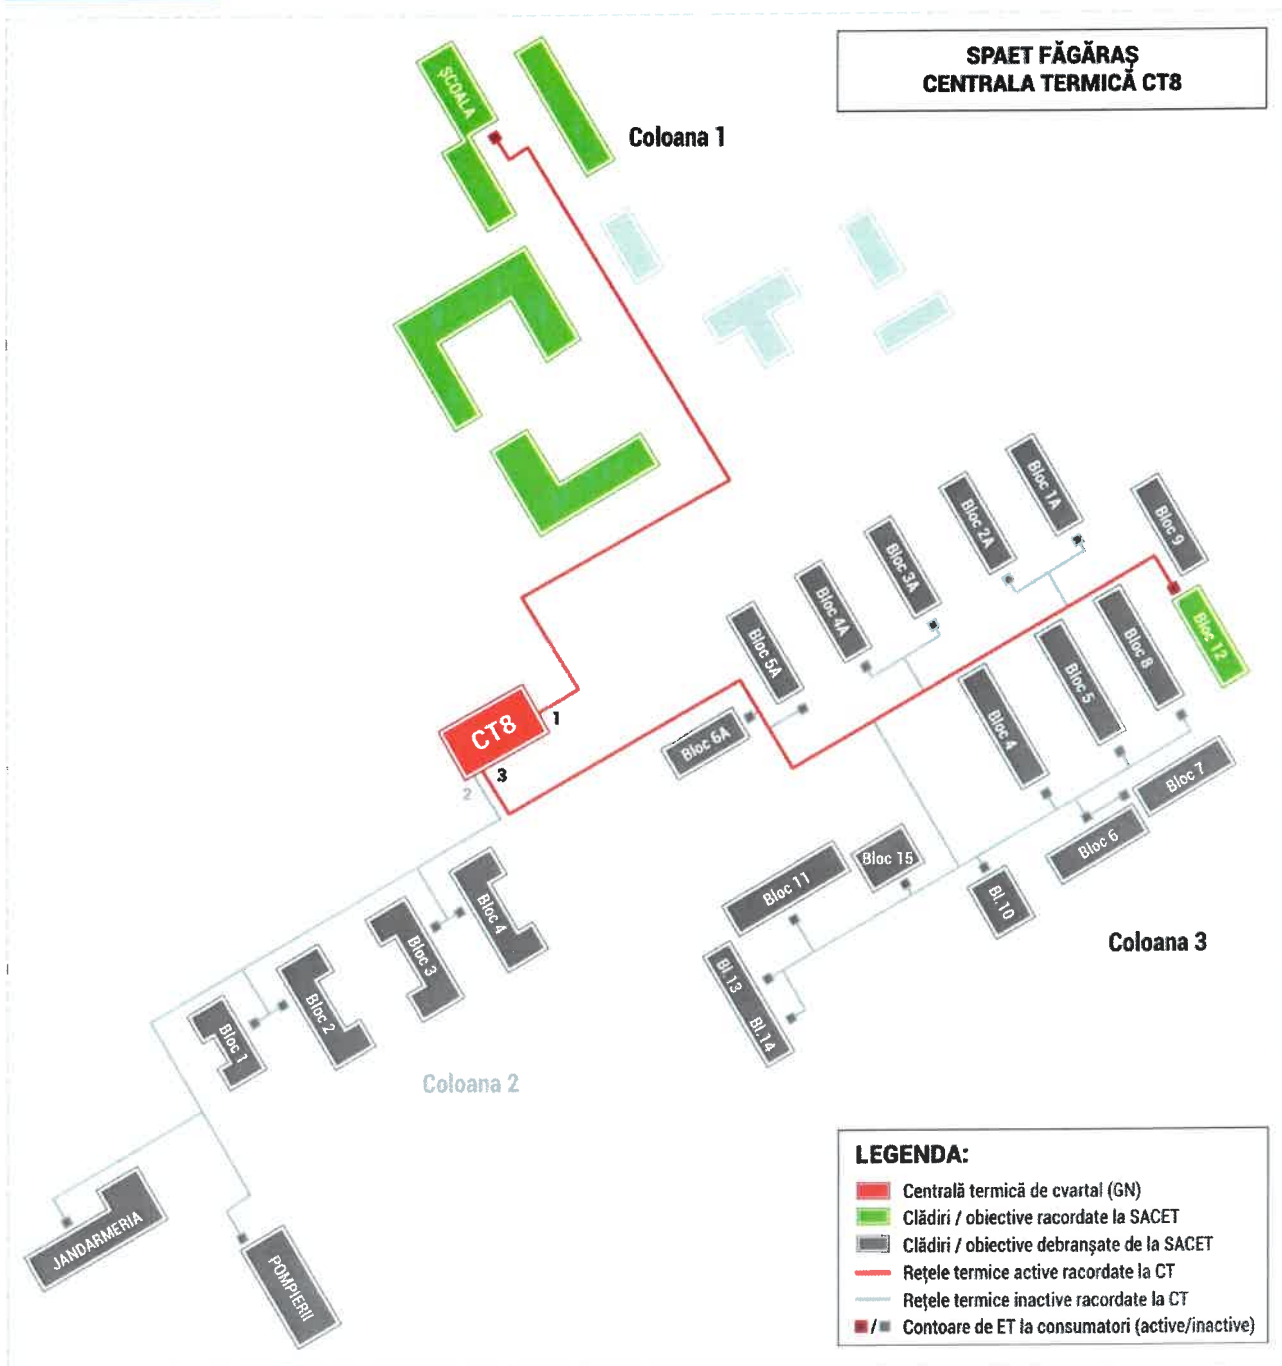 SPAET FĂGĂRAȘ
CENTRALA TERMICĂ CT8
ȘCOALA
Coloana 1
Bloc 1A
Bloc 2A
Bloc 9
Bloc 3A
Bloc 4A
Bloc 5A
Bloc 12
Bloc 8
Bloc 5
Bloc 4
Bloc 6A
CT8
1
3
2
Bloc 7
Bloc 6
Bloc 15
Bloc 11
Bl.10
Bloc 4
Bloc 3
Coloana 3
Bl.13
Bl.14
Bloc 2
Bloc 1
Coloana 2
JANDARMERIA
POMPIERII
LEGENDA:
Centrală termică de cvartal (GN)
Clădiri / obiective racordate la SACET
Clădiri / obiective debranșate de la SACET
Rețele termice active racordate la CT
Rețele termice inactive racordate la CT
/ Contoare de ET la consumatori (active/inactive)